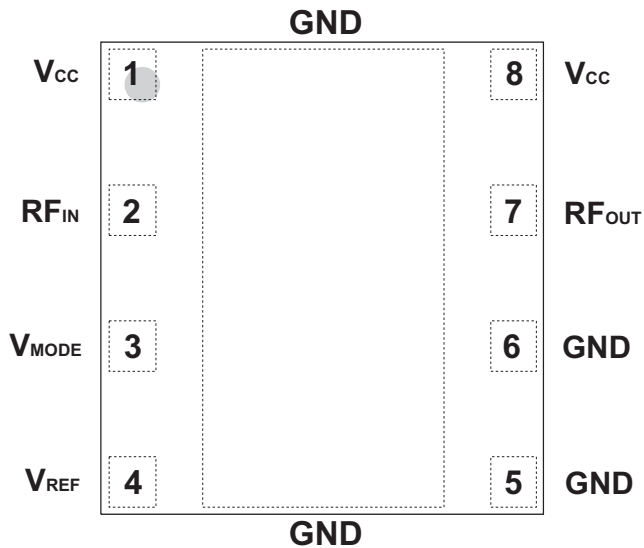 GND
VCC 1 8 VCC
RFIN 2 7 RFOUT
VMODE 3 6 GND
VREF 4 5 GND
GND